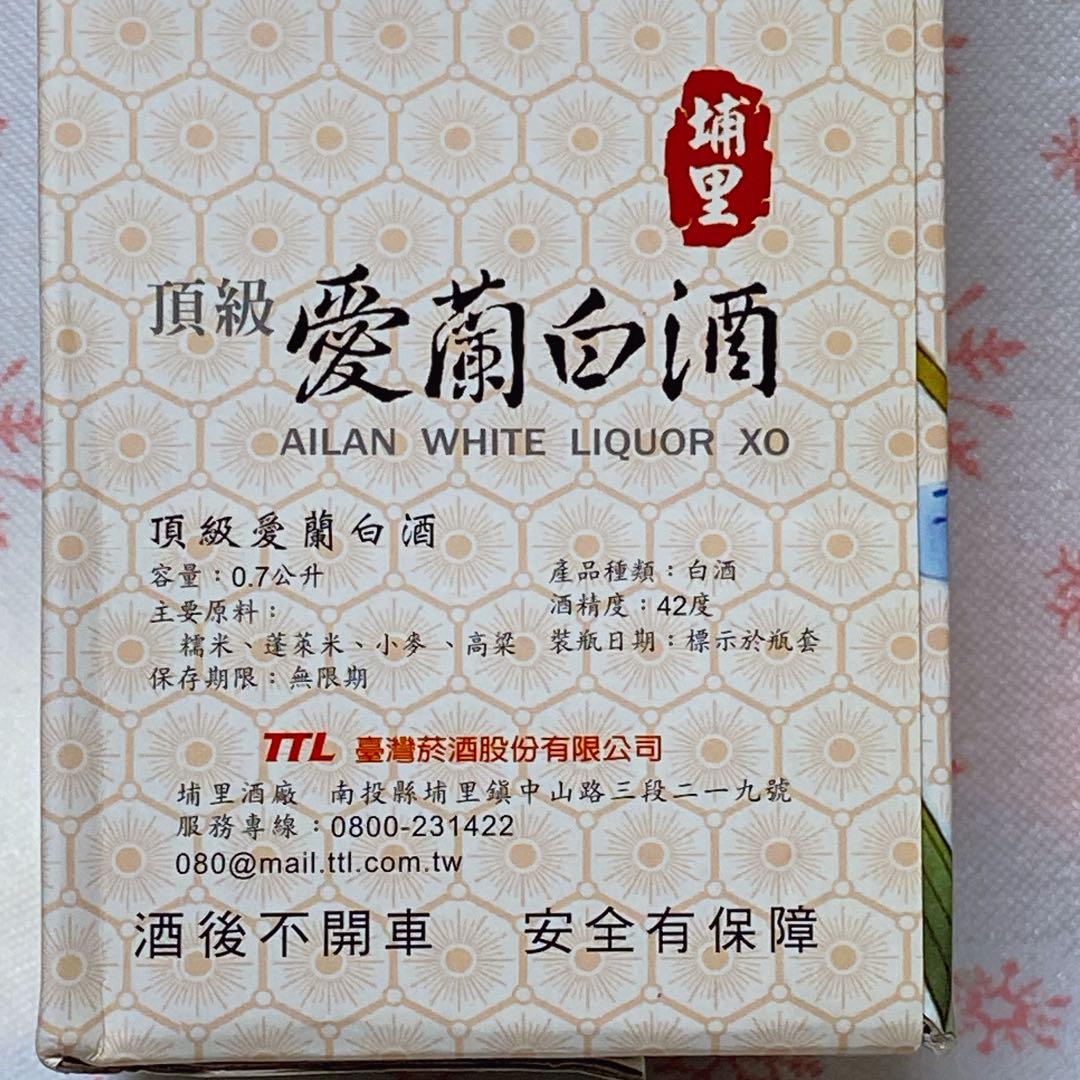 埔里
頂級 愛蘭白酒
AILAN WHITE LIQUOR XO
頂級愛蘭白酒
容量：0.7公升 產品種類：白酒
主要原料： 酒精度：42度
糯米、蓬萊米、小麥、高粱 裝瓶日期：標示於瓶套
保存期限：無限期
TTL 臺灣菸酒股份有限公司
埔里酒廠 南投縣埔里鎮中山路三段二一九號
服務專線：0800-231422
080@mail.ttl.com.tw
酒後不開車 安全有保障